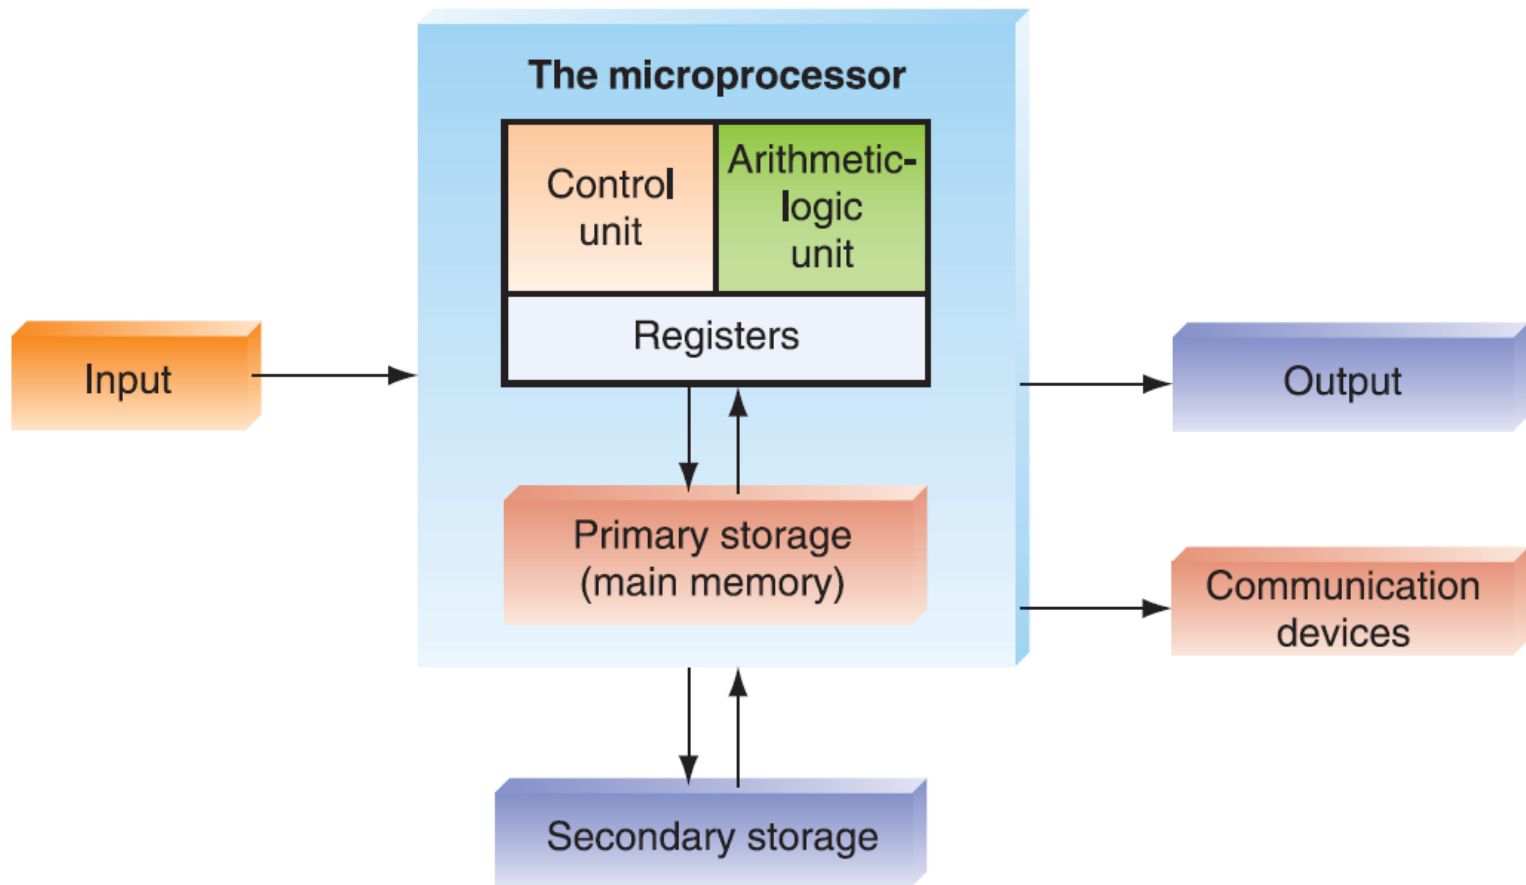 The microprocessor
Control
unit
Arithmetic-
logic
unit
Registers
Input
Output
Primary storage
(main memory)
Communication
devices
Secondary storage